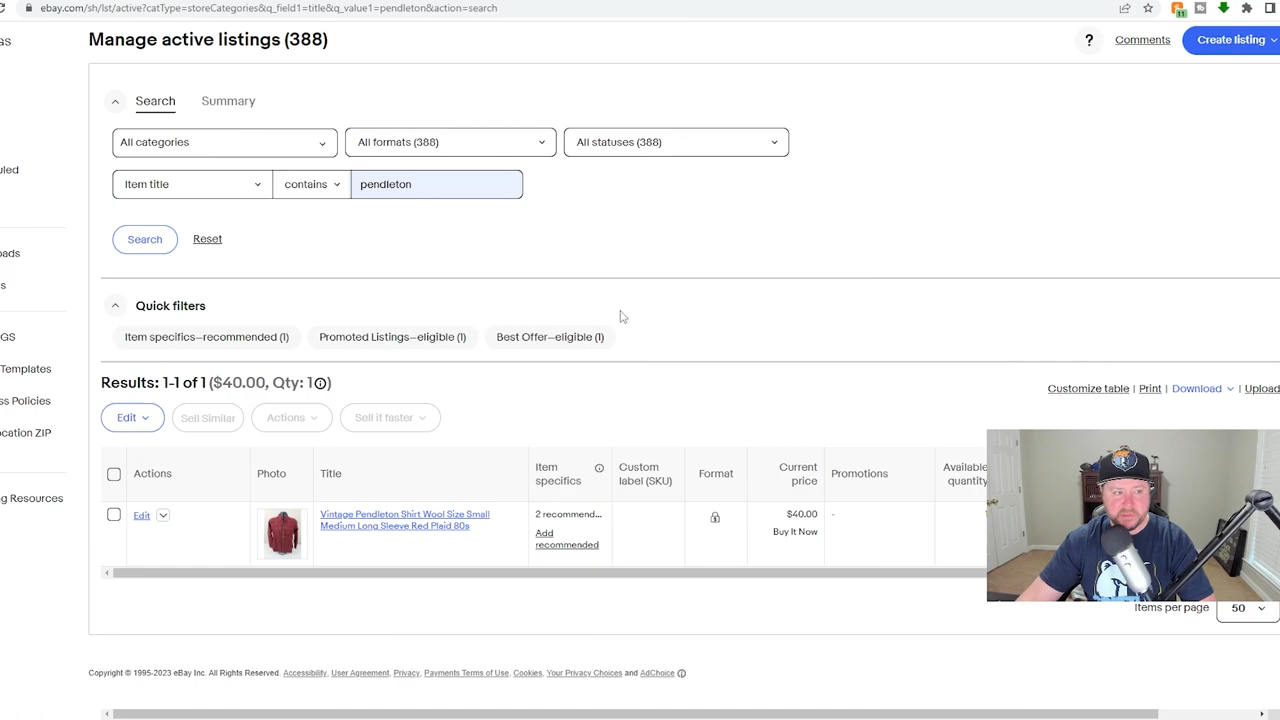 ebay.com/sh/lst/active?catType=storeCategories&q_field1=title&q_value1=pendleton&action=search
11
GS
Manage active listings (388)
?
Comments
Create listing
Search
Summary
All categories
All formats (388)
All statuses (388)
uled
Item title
contains
pendleton
Search
Reset
oads
s
Quick filters
GS
Item specifics—recommended (1)
Promoted Listings—eligible (1)
Best Offer—eligible (1)
Templates
Results: 1-1 of 1 ($40.00, Qty: 1
Customize table | Print | Download | Upload
ss Policies
Edit
Sell Similar
Actions
Sell it faster
ocation ZIP
Actions
Photo
Title
Item specifics
Custom label (SKU)
Format
Current price
Promotions
Available quantity
ng Resources
Edit
Vintage Pendleton Shirt Wool Size Small
Medium Long Sleeve Red Plaid 80s
2 recommend...
Add
recommended
$40.00
Buy It Now
-
Items per page
50
Copyright © 1995-2023 eBay Inc. All Rights Reserved. Accessibility, User Agreement, Privacy, Payments Terms of Use, Cookies, Your Privacy Choices and AdChoice